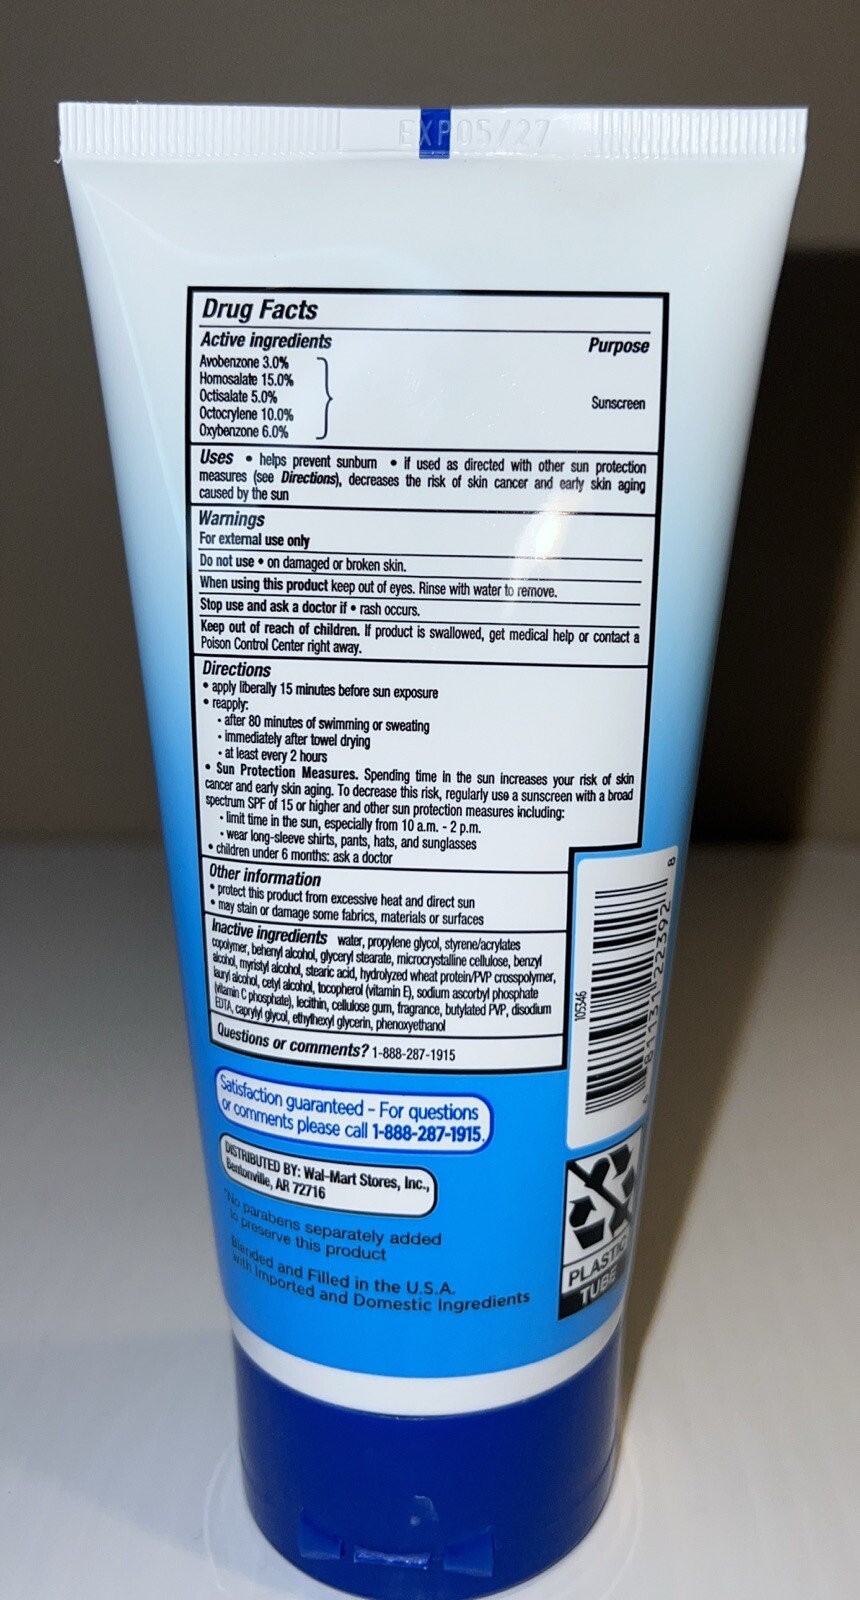 EXP05/27
Drug Facts
Active ingredients Purpose
Avobenzone 3.0%
Homosalate 15.0%
Octisalate 5.0%
Octocrylene 10.0%
Oxybenzone 6.0%
Sunscreen
Uses • helps prevent sunburn • if used as directed with other sun protection
measures (see Directions), decreases the risk of skin cancer and early skin aging
caused by the sun
Warnings
For external use only
Do not use • on damaged or broken skin.
When using this product keep out of eyes. Rinse with water to remove.
Stop use and ask a doctor if • rash occurs.
Keep out of reach of children. If product is swallowed, get medical help or contact a
Poison Control Center right away.
Directions
• apply liberally 15 minutes before sun exposure
• reapply:
• after 80 minutes of swimming or sweating
• immediately after towel drying
• at least every 2 hours
• Sun Protection Measures. Spending time in the sun increases your risk of skin
cancer and early skin aging. To decrease this risk, regularly use a sunscreen with a broad
spectrum SPF of 15 or higher and other sun protection measures including:
• limit time in the sun, especially from 10 a.m. - 2 p.m.
• wear long-sleeve shirts, pants, hats, and sunglasses
• children under 6 months: ask a doctor
Other information
• protect this product from excessive heat and direct sun
• may stain or damage some fabrics, materials or surfaces
Inactive ingredients water, propylene glycol, styrene/acrylates
copolymer, behenyl alcohol, glyceryl stearate, microcrystalline cellulose, benzyl
alcohol, myristyl alcohol, stearic acid, hydrolyzed wheat protein/PVP crosspolymer,
lauryl alcohol, cetyl alcohol, tocopherol (vitamin E), sodium ascorbyl phosphate
(vitamin C phosphate), lecithin, cellulose gum, fragrance, butylated PVP, disodium
EDTA, caprylyl glycol, ethylhexyl glycerin, phenoxyethanol
Questions or comments? 1-888-287-1915
105346
81131 22392 8
Satisfaction guaranteed – For questions
or comments please call 1-888-287-1915.
DISTRIBUTED BY: Wal-Mart Stores, Inc.,
Bentonville, AR 72716
*No parabens separately added
to preserve this product
Blended and Filled in the U.S.A.
with Imported and Domestic Ingredients
PLASTIC
TUBE